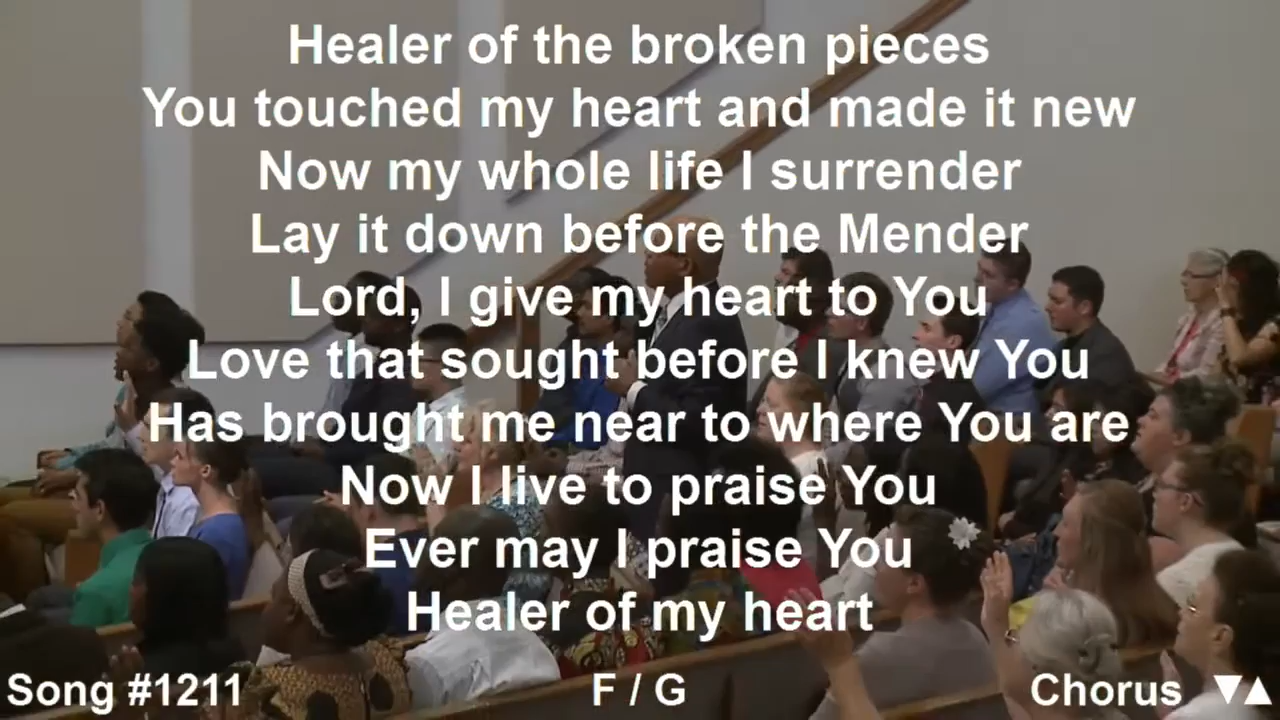 Healer of the broken pieces
You touched my heart and made it new
Now my whole life I surrender
Lay it down before the Mender
Lord, I give my heart to You
Love that sought before I knew You
Has brought me near to where You are
Now I live to praise You
Ever may I praise You
Healer of my heart
Song #1211 F / G Chorus ▼▲